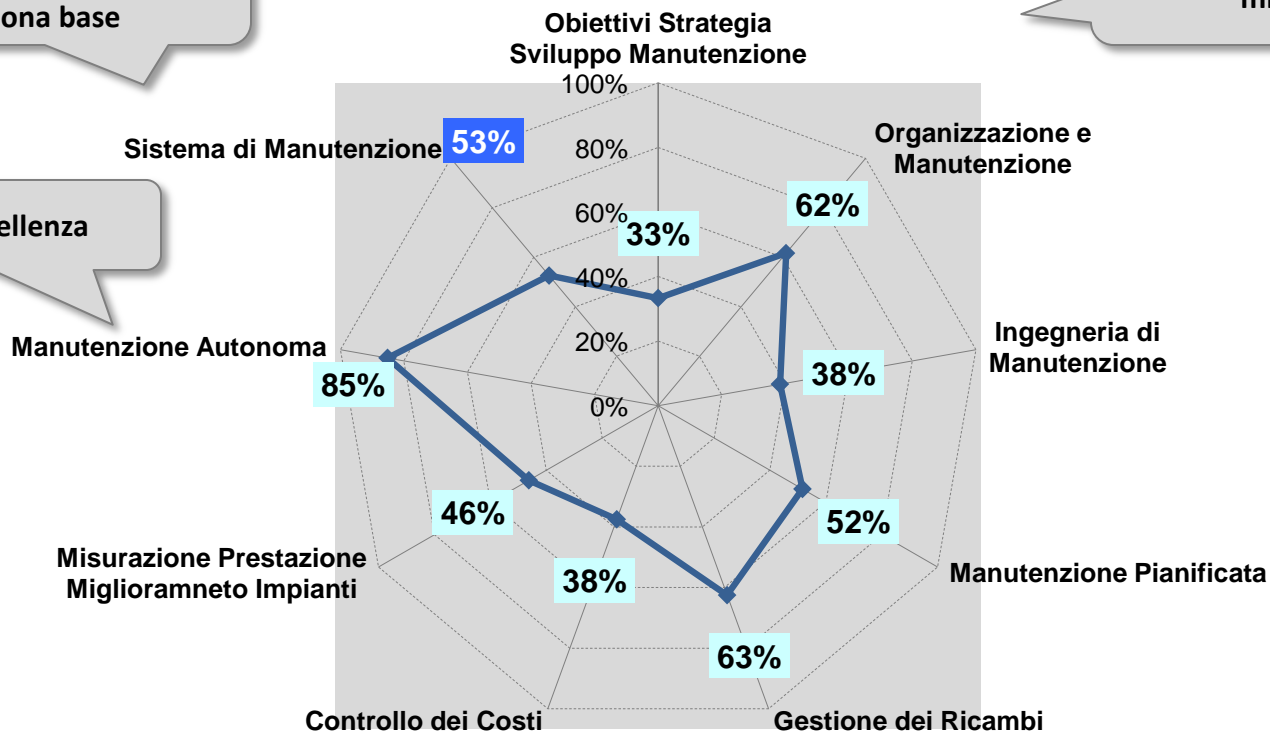 base
Obiettivi Strategia
Sviluppo Manutenzione
100%
Sistema di Manutenzione
53%
80%
Organizzazione e
Manutenzione
62%
60%
33%
40%
Manutenzione Autonoma
85%
20%
38%
Ingegneria di
Manutenzione
0%
46%
52%
Misurazione Prestazione
Miglioramneto Impianti
38%
Manutenzione Pianificata
63%
Controllo dei Costi
Gestione dei Ricambi